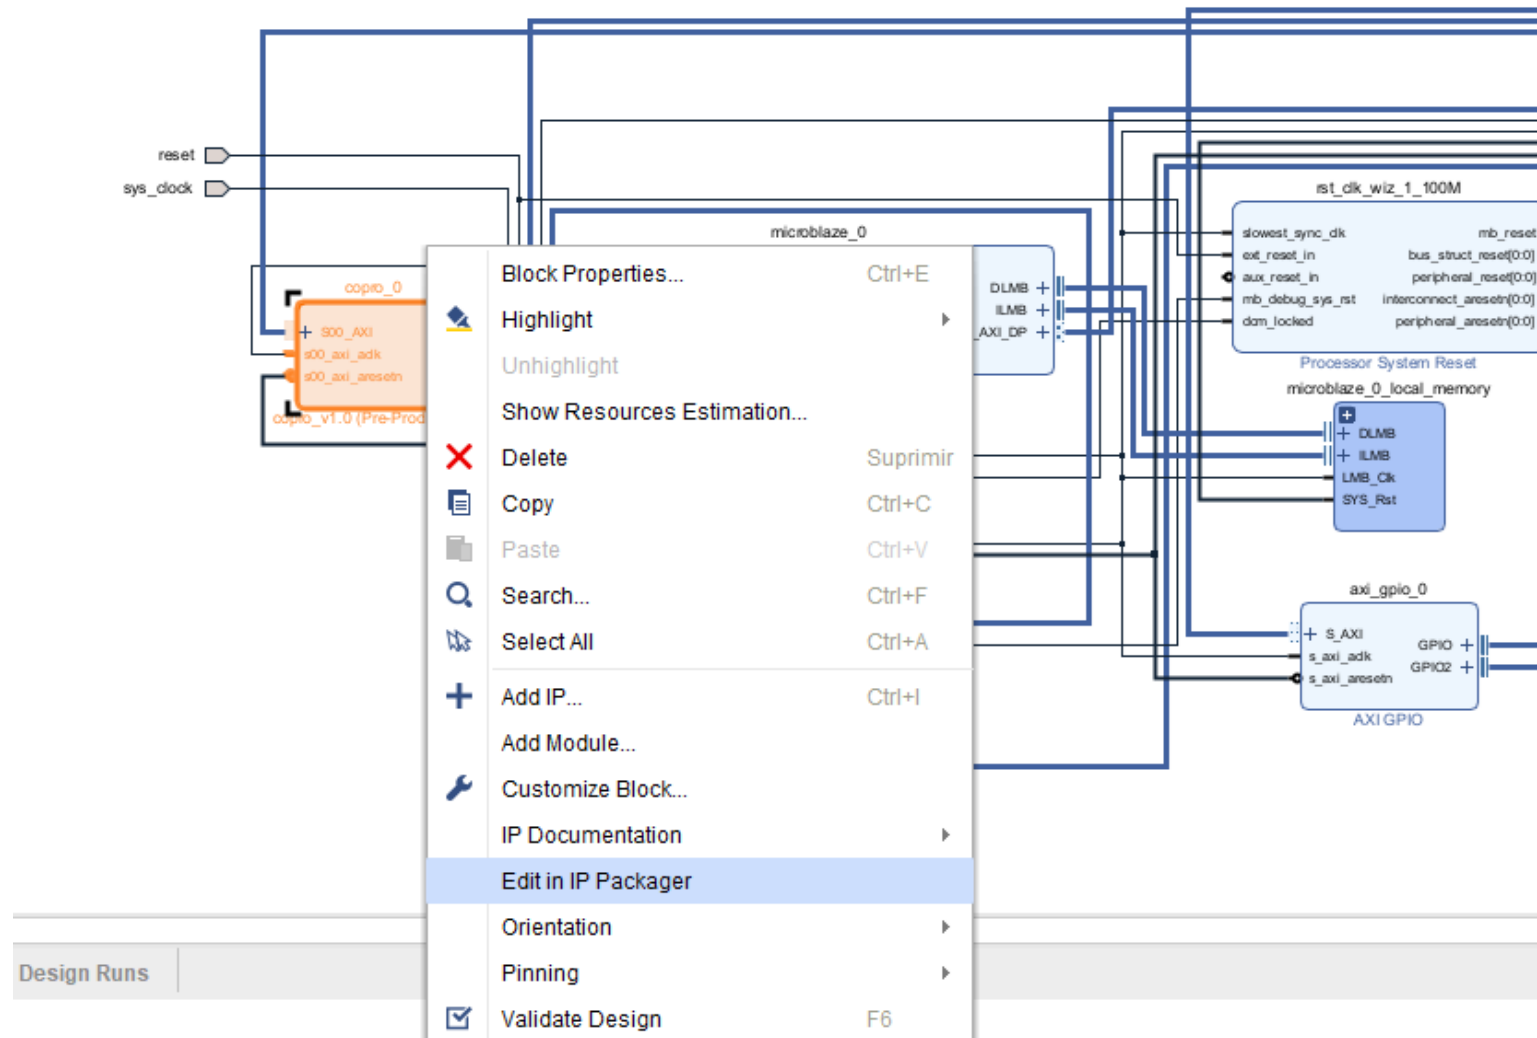 reset
sys_clock
copro_0
S00_AXI
s00_axi_aclk
s00_axi_aresetn
copro_v1.0 (Pre-Prod
microblaze_0
DLMB
ILMB
_AXI_DP
rst_clk_wiz_1_100M
slowest_sync_clk mb_reset
ext_reset_in bus_struct_reset[0:0]
aux_reset_in peripheral_reset[0:0]
mb_debug_sys_rst interconnect_aresetn[0:0]
dcm_locked peripheral_aresetn[0:0]
Processor System Reset
microblaze_0_local_memory
DLMB
ILMB
LMB_Clk
SYS_Rst
axi_gpio_0
S_AXI GPIO
s_axi_aclk GPIO2
s_axi_aresetn
AXI GPIO
Block Properties... Ctrl+E
Highlight
Unhighlight
Show Resources Estimation...
Delete Suprimir
Copy Ctrl+C
Paste Ctrl+V
Search... Ctrl+F
Select All Ctrl+A
Add IP... Ctrl+I
Add Module...
Customize Block...
IP Documentation
Edit in IP Packager
Orientation
Pinning
Validate Design F6
Design Runs